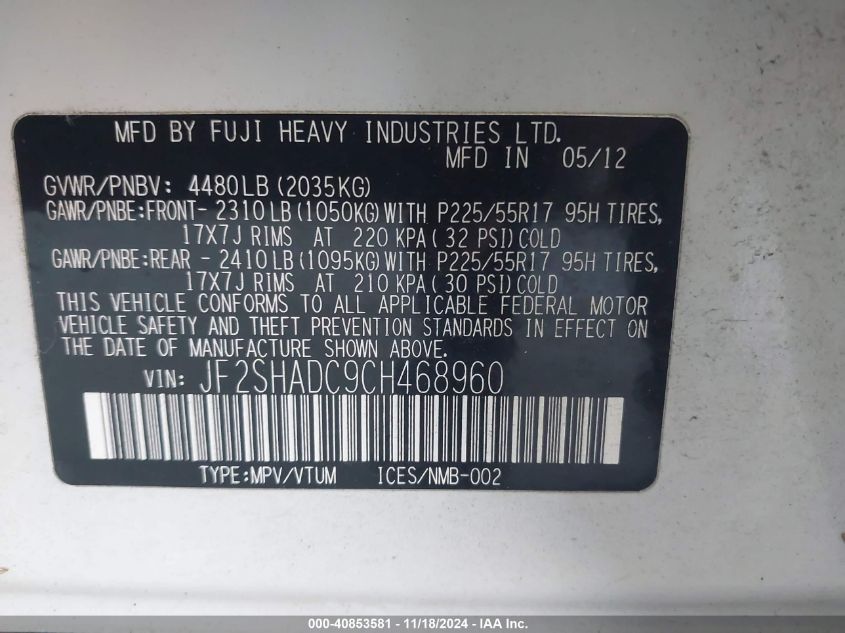 MFD BY FUJI HEAVY INDUSTRIES LTD.
MFD IN 05/12
GVWR/PNBV: 4480LB(2035KG)
GAWR/PNBE:FRONT- 2310LB(1050KG)WITH P225/55R17 95H TIRES,
17X7J RIMS AT 220 KPA( 32 PSI)COLD
GAWR/PNBE:REAR - 2410LB(1095KG)WITH P225/55R17 95H TIRES,
17X7J RIMS AT 210 KPA( 30 PSI)COLD
THIS VEHICLE CONFORMS TO ALL APPLICABLE FEDERAL MOTOR
VEHICLE SAFETY AND THEFT PREVENTION STANDARDS IN EFFECT ON
THE DATE OF MANUFACTURE SHOWN ABOVE.
VIN: JF2SHADC9CH468960
TYPE:MPV/VTUM ICES/NMB-002
000-40853581 - 11/18/2024 - IAA Inc.